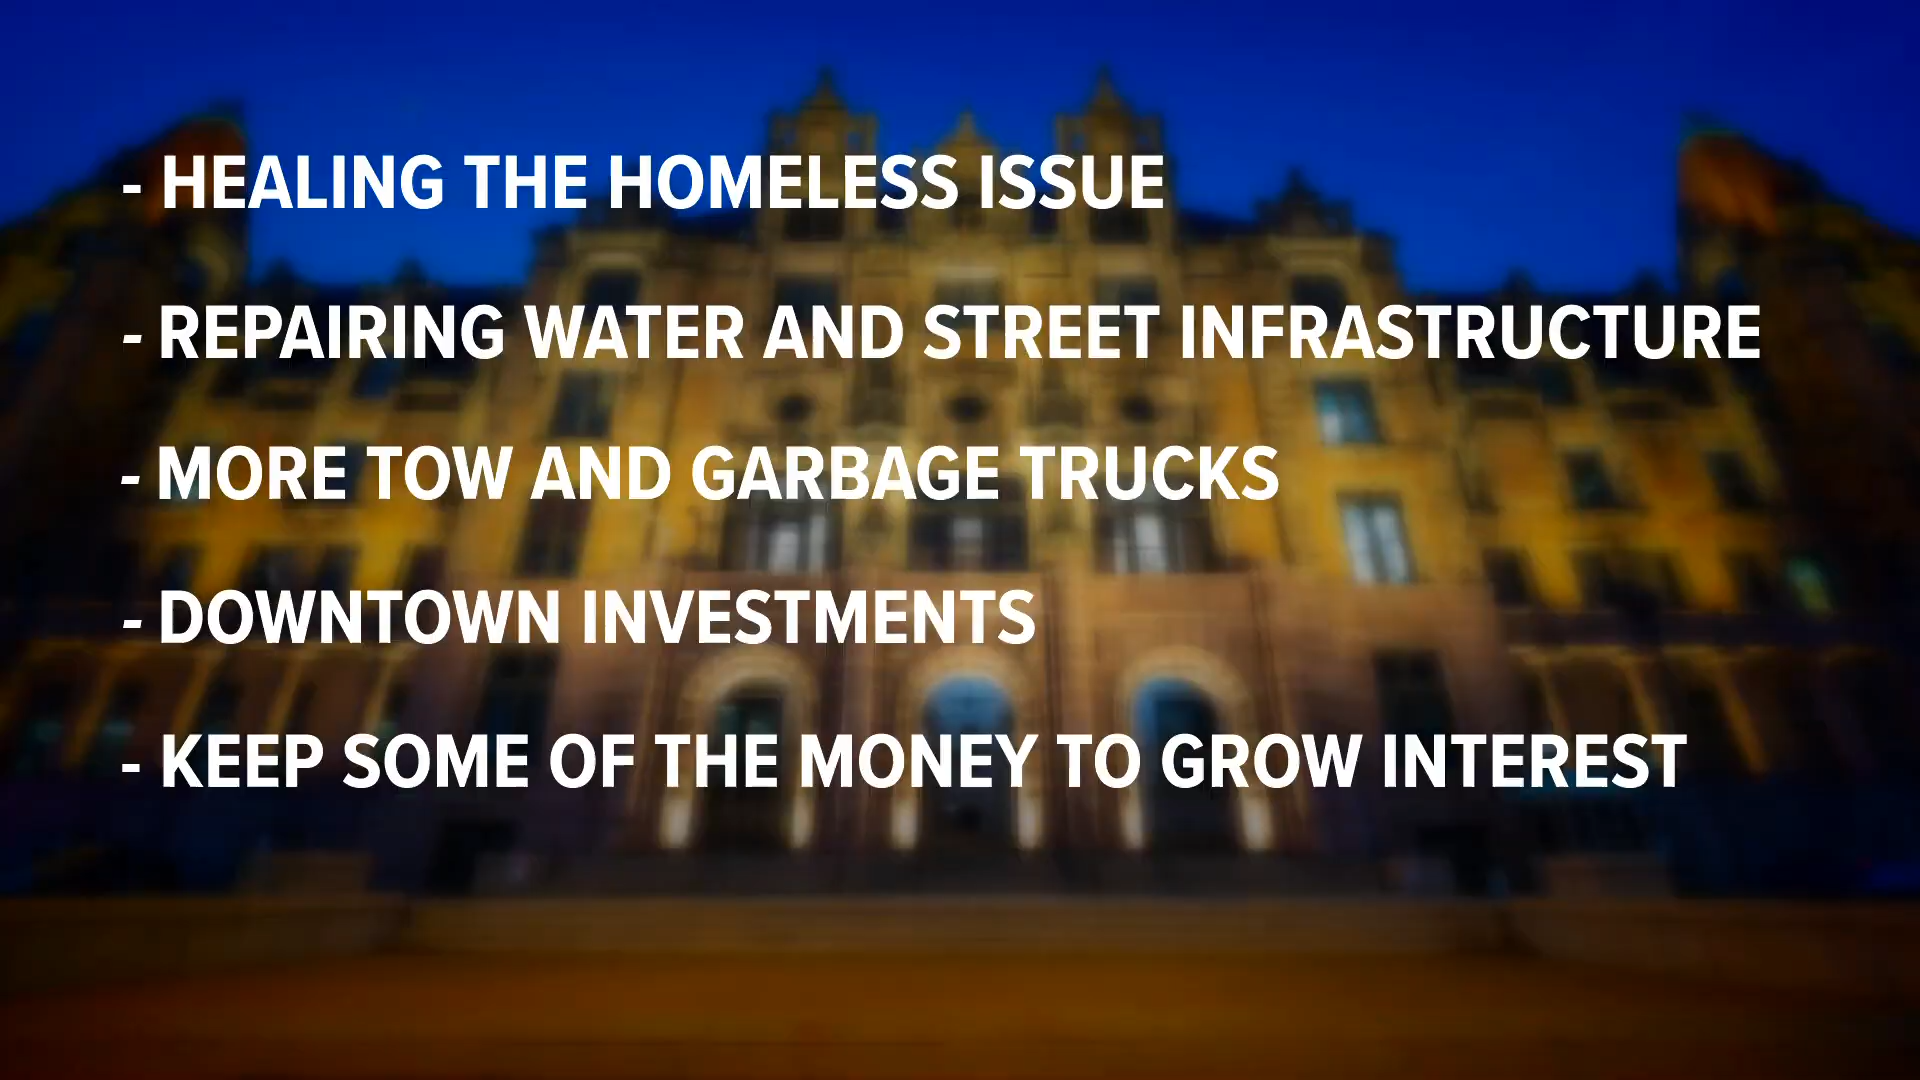 - HEALING THE HOMELESS ISSUE
- REPAIRING WATER AND STREET INFRASTRUCTURE
- MORE TOW AND GARBAGE TRUCKS
- DOWNTOWN INVESTMENTS
- KEEP SOME OF THE MONEY TO GROW INTEREST